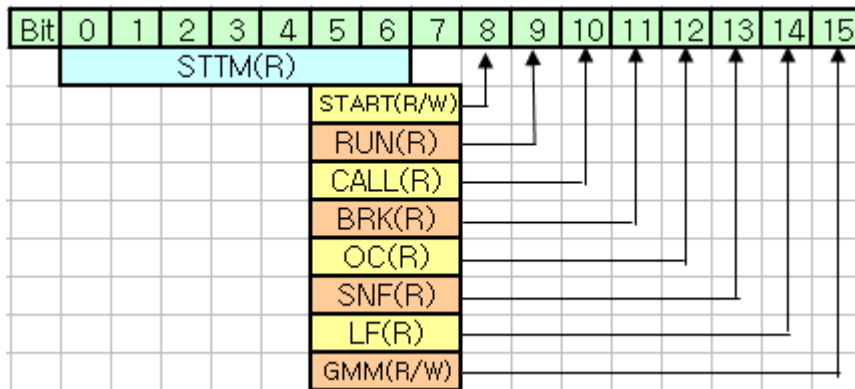 Bit 0 1 2 3 4 5 6 7 8 9 10 11 12 13 14 15
STTM(R)
START(R/W)
RUN(R)
CALL(R)
BRK(R)
OC(R)
SNF(R)
LF(R)
GMM(R/W)